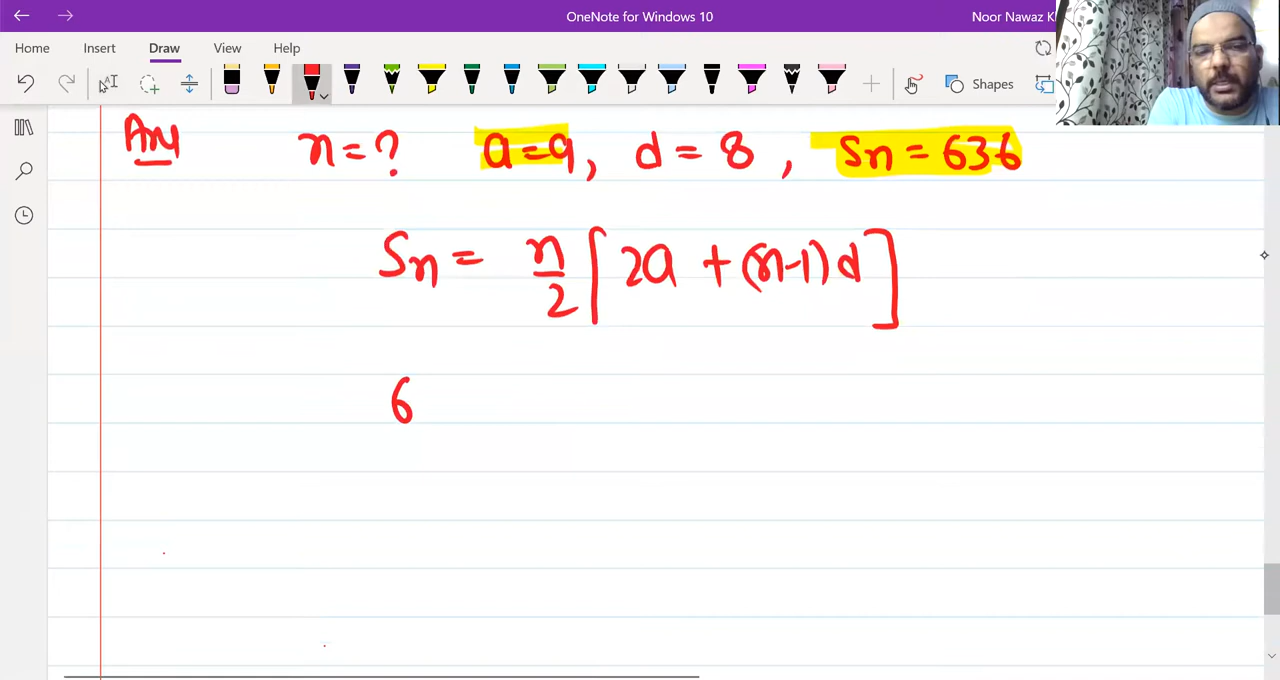 OneNote for Windows 10
Noor Nawaz K
Home Insert Draw View Help
Shapes
Ans n = ? a = 9, d = 8, Sn = 636
Sn = n/2 [2a + (n-1)d]
6